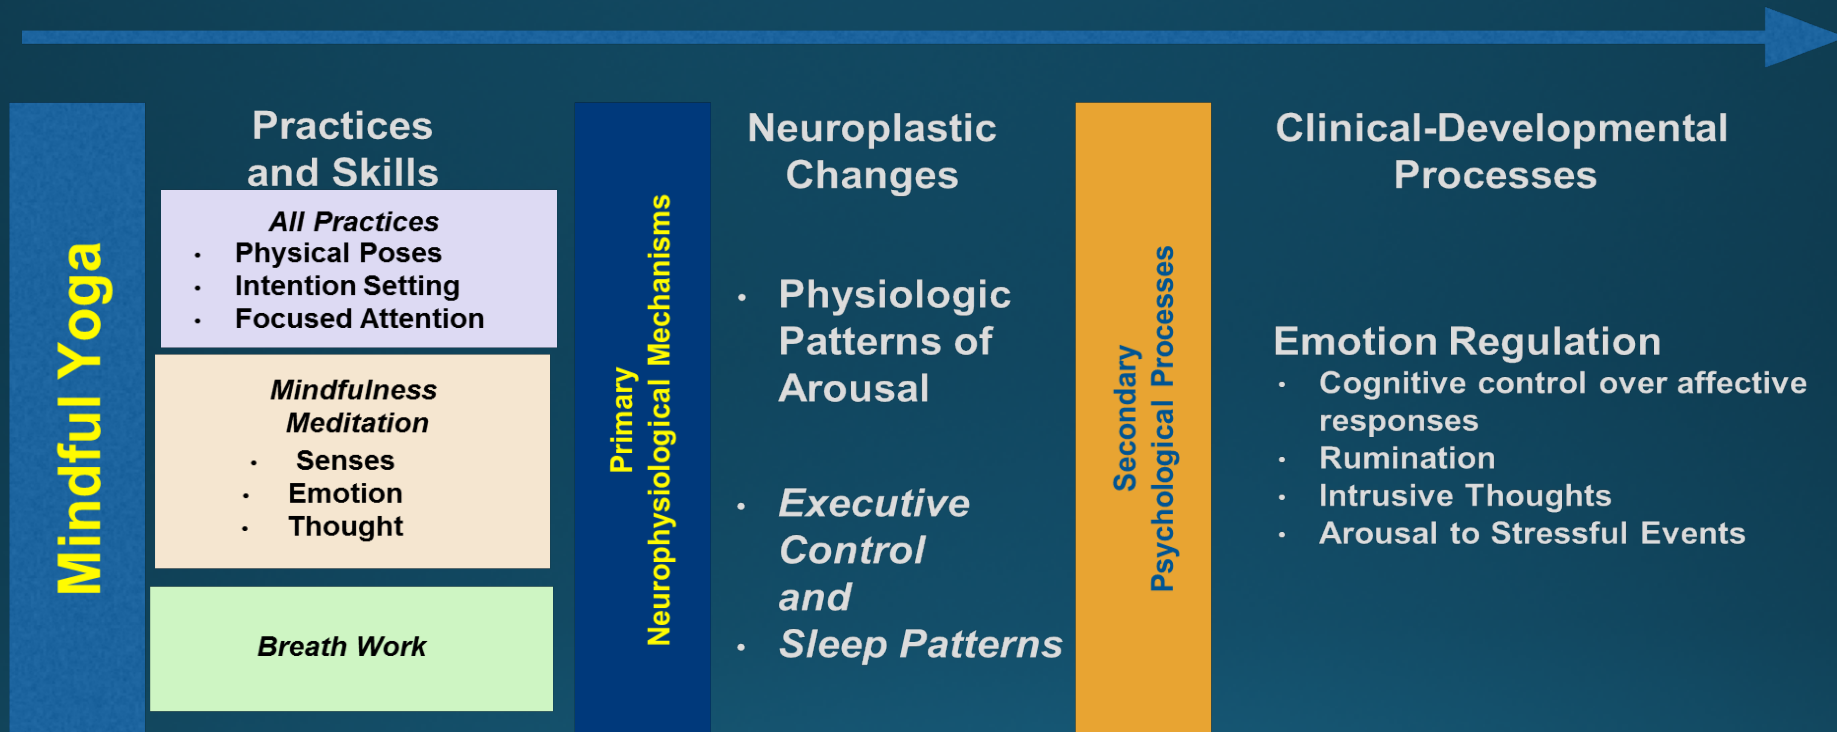 Mindful Yoga
Practices
and Skills
All Practices
• Physical Poses
• Intention Setting
• Focused Attention
Mindfulness
Meditation
• Senses
• Emotion
• Thought
Breath Work
Primary
Neurophysiological Mechanisms
Neuroplastic
Changes
• Physiologic
Patterns of
Arousal
• Executive
Control
and
• Sleep Patterns
Secondary
Psychological Processes
Clinical-Developmental
Processes
Emotion Regulation
• Cognitive control over affective
responses
• Rumination
• Intrusive Thoughts
• Arousal to Stressful Events